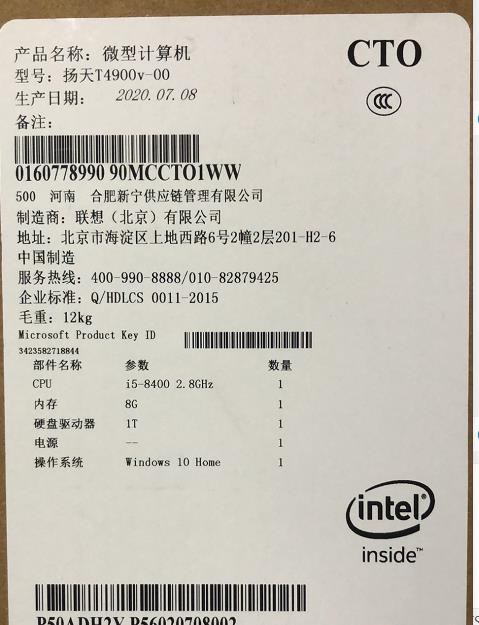 产品名称: 微型计算机
CTO
型号: 扬天T4900v-00
生产日期: 2020.07.08
备注:
CCC
0160778990 90MCCTO1WW
500 河南 合肥新宁供应链管理有限公司
制造商: 联想 (北京) 有限公司
地址: 北京市海淀区上地西路6号2幢2层201-H2-6
中国制造
服务热线: 400-990-8888/010-82879425
企业标准: Q/HDLCS 0011-2015
毛重: 12kg
Microsoft Product Key ID
3423582718844
部件名称 参数 数量
CPU i5-8400 2.8GHz 1
内存 8G 1
硬盘驱动器 1T 1
电源 -- 1
操作系统 Windows 10 Home 1
intel®
inside™
P50ADH2Y P56020708002